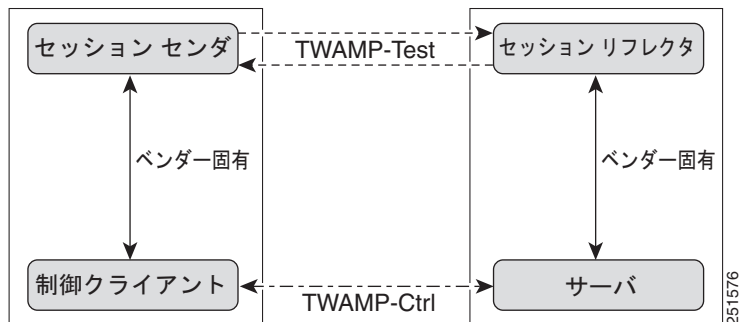 セッション センダ
TWAMP-Test
セッション リフレクタ
ベンダー固有
ベンダー固有
制御クライアント
TWAMP-Ctrl
サーバ
251576